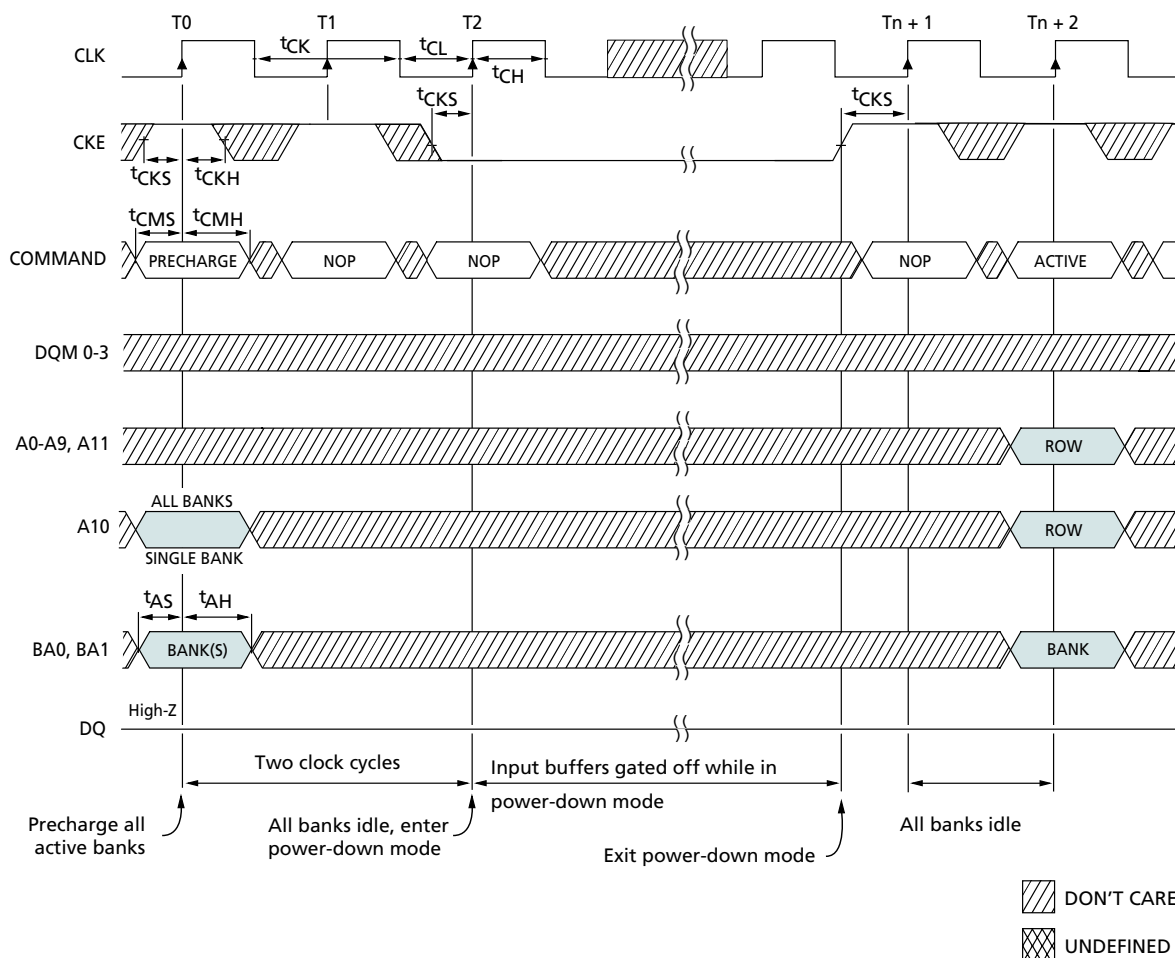 T0 T1 T2 Tn + 1 Tn + 2
CLK tCK tCL tCH
tCKS tCKS
CKE
tCKS tCKH
tCMS tCMH
COMMAND PRECHARGE NOP NOP NOP ACTIVE
DQM 0-3
A0-A9, A11 ROW
ALL BANKS
A10 ROW
SINGLE BANK
tAS tAH
BA0, BA1 BANK(S) BANK
High-Z
DQ
Two clock cycles
Input buffers gated off while in
power-down mode
Precharge all
active banks
All banks idle, enter
power-down mode
Exit power-down mode
All banks idle
DON'T CARE
UNDEFINED